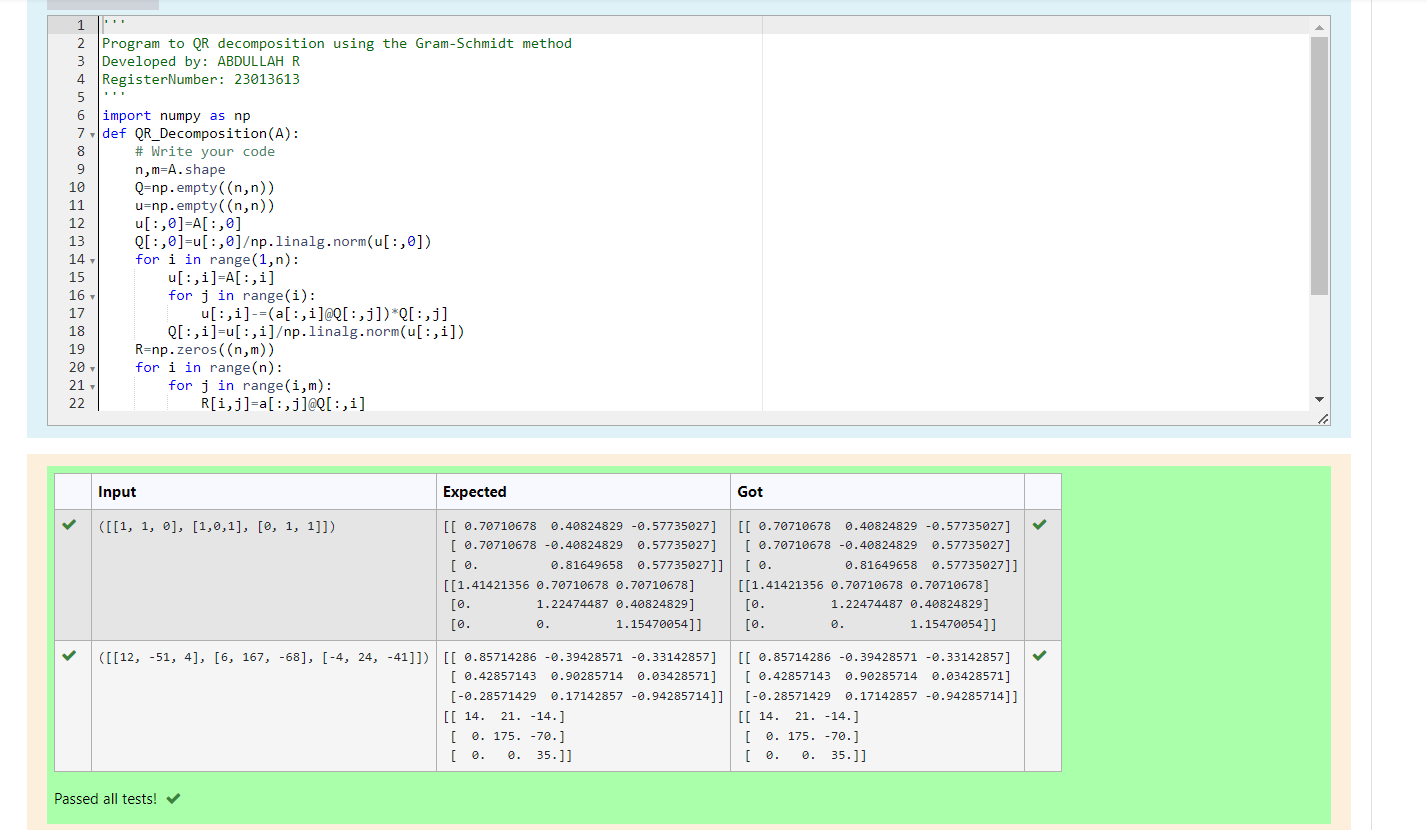 1 '''
2 Program to QR decomposition using the Gram-Schmidt method
3 Developed by: ABDULLAH R
4 RegisterNumber: 23013613
5 '''
6 import numpy as np
7 def QR_Decomposition(A):
8     # Write your code
9     n,m=A.shape
10     Q=np.empty((n,n))
11     u=np.empty((n,n))
12     u[:,0]=A[:,0]
13     Q[:,0]=u[:,0]/np.linalg.norm(u[:,0])
14     for i in range(1,n):
15         u[:,i]=A[:,i]
16         for j in range(i):
17             u[:,i]-=(a[:,i]@Q[:,j])*Q[:,j]
18         Q[:,i]=u[:,i]/np.linalg.norm(u[:,i])
19     R=np.zeros((n,m))
20     for i in range(n):
21         for j in range(i,m):
22             R[i,j]=a[:,j]@Q[:,i]
Input Expected Got
([[1, 1, 0], [1,0,1], [0, 1, 1]]) [[ 0.70710678  0.40824829 -0.57735027] [[ 0.70710678  0.40824829 -0.57735027]
[ 0.70710678 -0.40824829  0.57735027] [ 0.70710678 -0.40824829  0.57735027]
[ 0.          0.81649658  0.57735027]] [ 0.          0.81649658  0.57735027]]
[[1.41421356 0.70710678 0.70710678] [[1.41421356 0.70710678 0.70710678]
[0.         1.22474487 0.40824829] [0.         1.22474487 0.40824829]
[0.         0.         1.15470054]] [0.         0.         1.15470054]]
([[12, -51, 4], [6, 167, -68], [-4, 24, -41]]) [[ 0.85714286 -0.39428571 -0.33142857] [[ 0.85714286 -0.39428571 -0.33142857]
[ 0.42857143  0.90285714  0.03428571] [ 0.42857143  0.90285714  0.03428571]
[-0.28571429  0.17142857 -0.94285714]] [-0.28571429  0.17142857 -0.94285714]]
[[ 14.  21. -14.] [[ 14.  21. -14.]
[  0. 175. -70.] [  0. 175. -70.]
[  0.   0.  35.]] [  0.   0.  35.]]
Passed all tests!